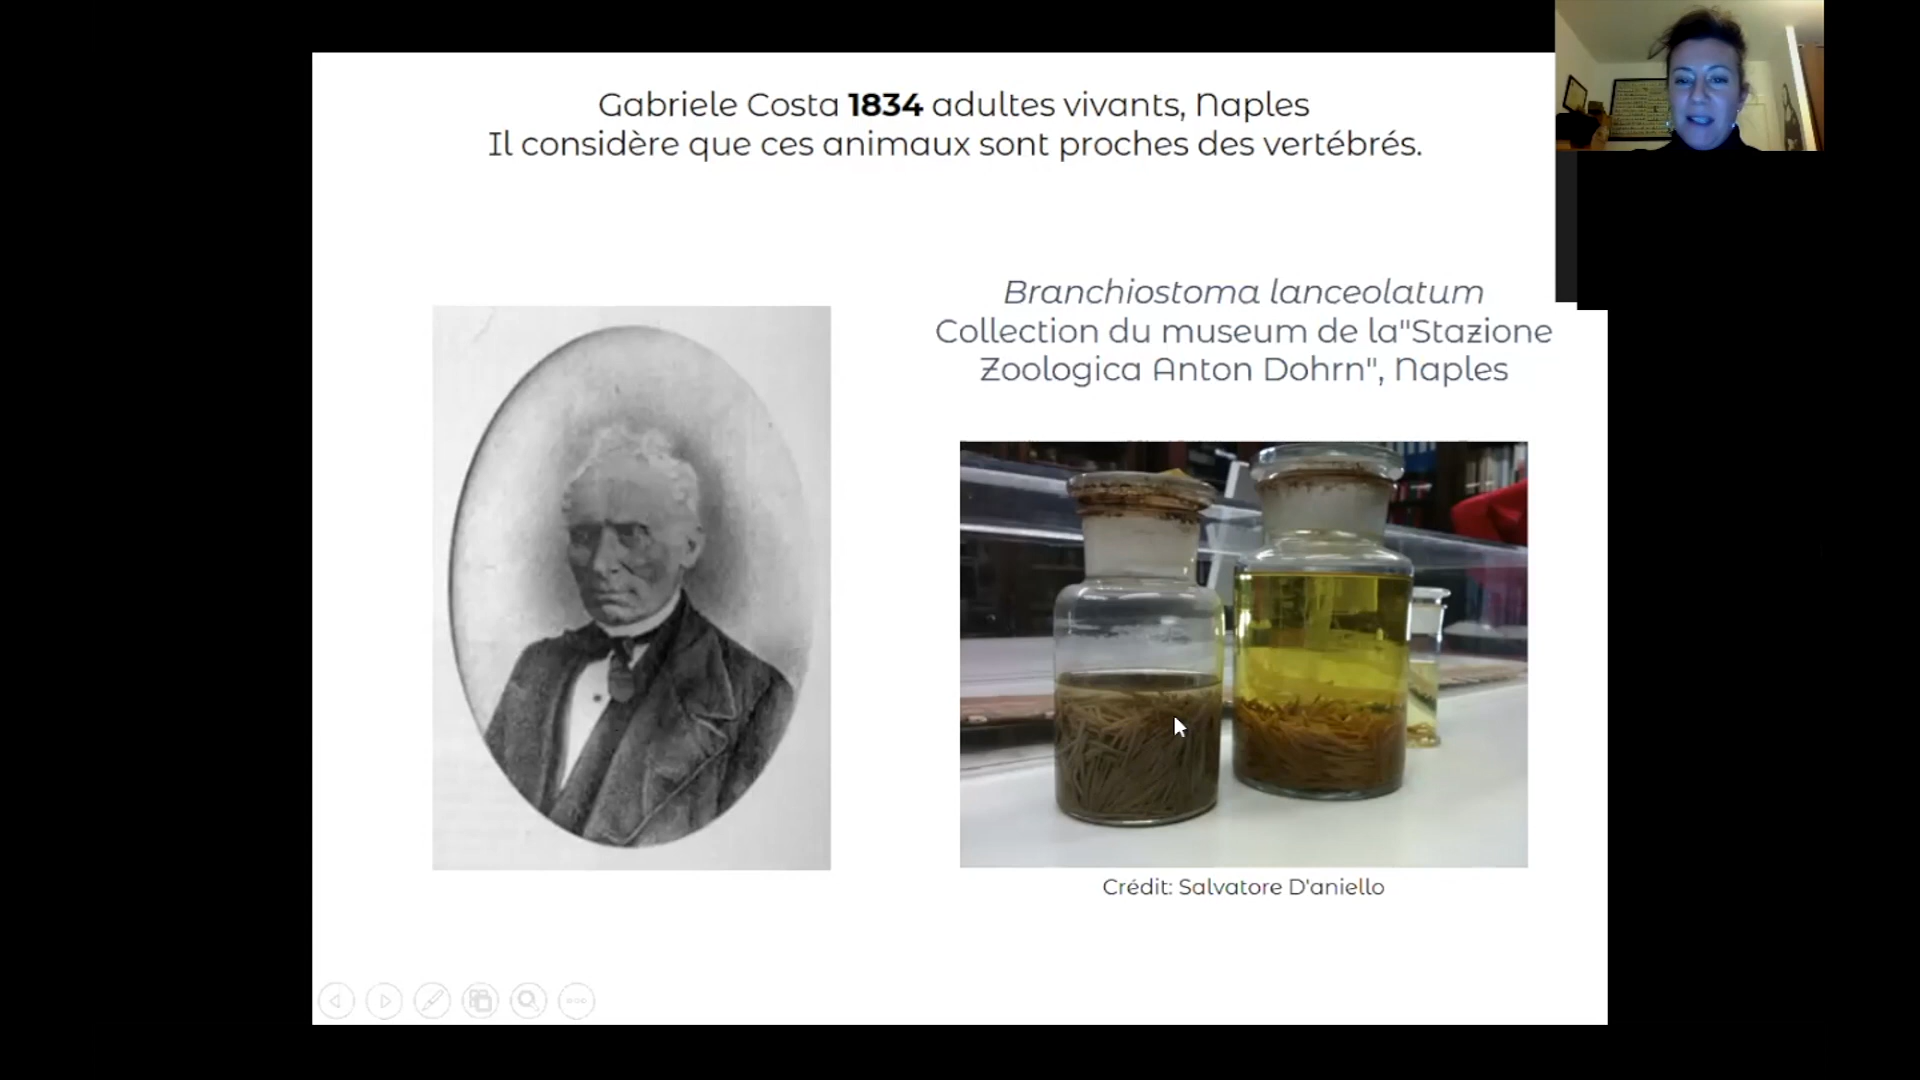 Gabriele Costa 1834 adultes vivants, Naples
Il considère que ces animaux sont proches des vertébrés.
Branchiostoma lanceolatum
Collection du museum de la"Stazione
Zoologica Anton Dohrn", Naples
Crédit: Salvatore D'aniello